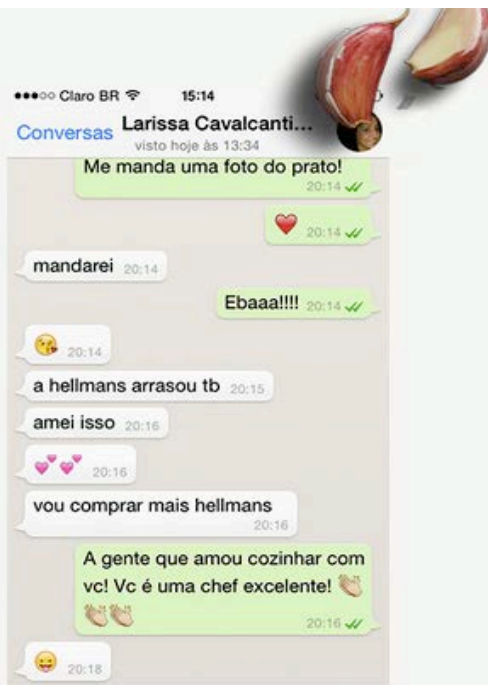 Claro BR 15:14
Conversas Larissa Cavalcanti...
visto hoje às 13:34
Me manda uma foto do prato!
20:14
❤️ 20:14
mandarei 20:14
Ebaaa!!!! 20:14
😘 20:14
a hellmans arrasou tb 20:15
amei isso 20:16
💕💕 20:16
vou comprar mais hellmans
20:16
A gente que amou cozinhar com
vc! Vc é uma chef excelente! 👏
👏👏 20:16
😄 20:18